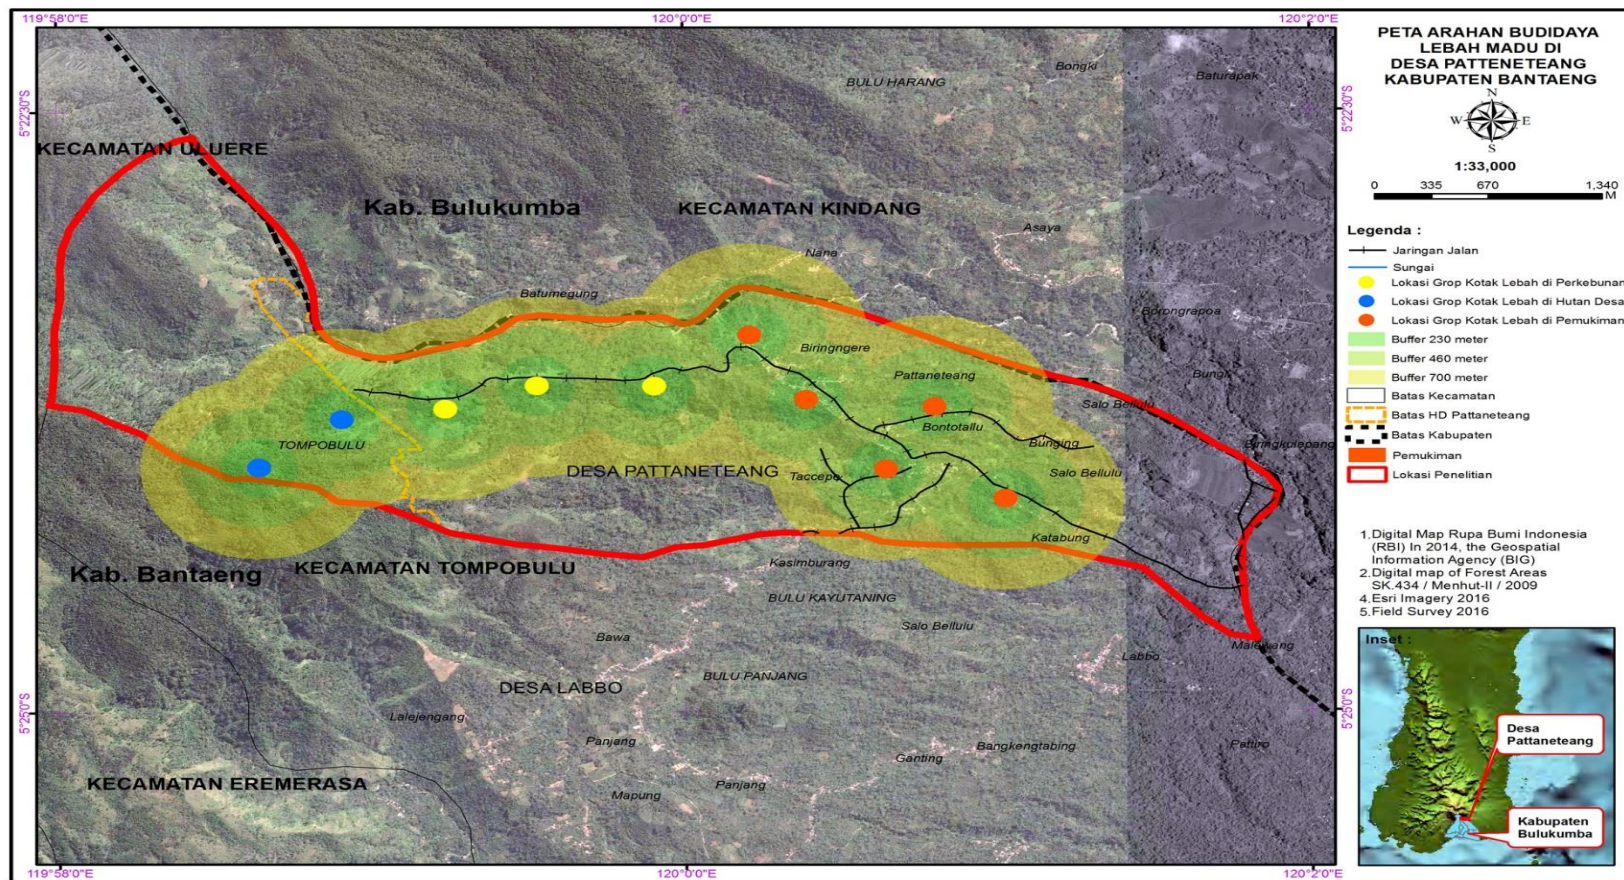 119°58'0"E
120°0'0"E
120°2'0"E
5°22'30"S
5°22'30"S
5°25'0"S
5°25'0"S
119°58'0"E
120°0'0"E
120°2'0"E
PETA ARAHAN BUDIDAYA
LEBAH MADU DI
DESA PATTENETEANG
KABUPATEN BANTAENG
N
W E
S
1:33,000
0 335 670 1,340
M
Legenda :
Jaringan Jalan
Sungai
Lokasi Grop Kotak Lebah di Perkebunan
Lokasi Grop Kotak Lebah di Hutan Desa
Lokasi Grop Kotak Lebah di Pemukiman
Buffer 230 meter
Buffer 460 meter
Buffer 700 meter
Batas Kecamatan
Batas HD Pattaneteang
Batas Kabupaten
Pemukiman
Lokasi Penelitian
1.Digital Map Rupa Bumi Indonesia
(RBI) In 2014, the Geospatial
Information Agency (BIG)
2.Digital map of Forest Areas
SK.434 / Menhut-II / 2009
4.Esri Imagery 2016
5.Field Survey 2016
Inset :
Desa
Pattaneteang
Kabupaten
Bulukumba
Bongki
BULU HARANG
Baturapak
KECAMATAN ULUERE
Kab. Bulukumba
KECAMATAN KINDANG
Asaya
Nana
Batumegung
Borongrapoa
Biringngere
Pattaneteang
Bungli
Salo Bellulu
Bontotallu
Bunging
Biringkulepang
TOMPOBULU
DESA PATTANETEANG
Taccepe
Salo Bellulu
Katabung
Kab. Bantaeng
KECAMATAN TOMPOBULU
Kasimburang
BULU KAYUTANING
Salo Bellulu
Bawa
Malewang
Labbo
BULU PANJANG
DESA LABBO
Lalejengang
Panjang
Bangkengtabing
Pattiro
Ganting
KECAMATAN EREMERASA
Panjang
Mapung